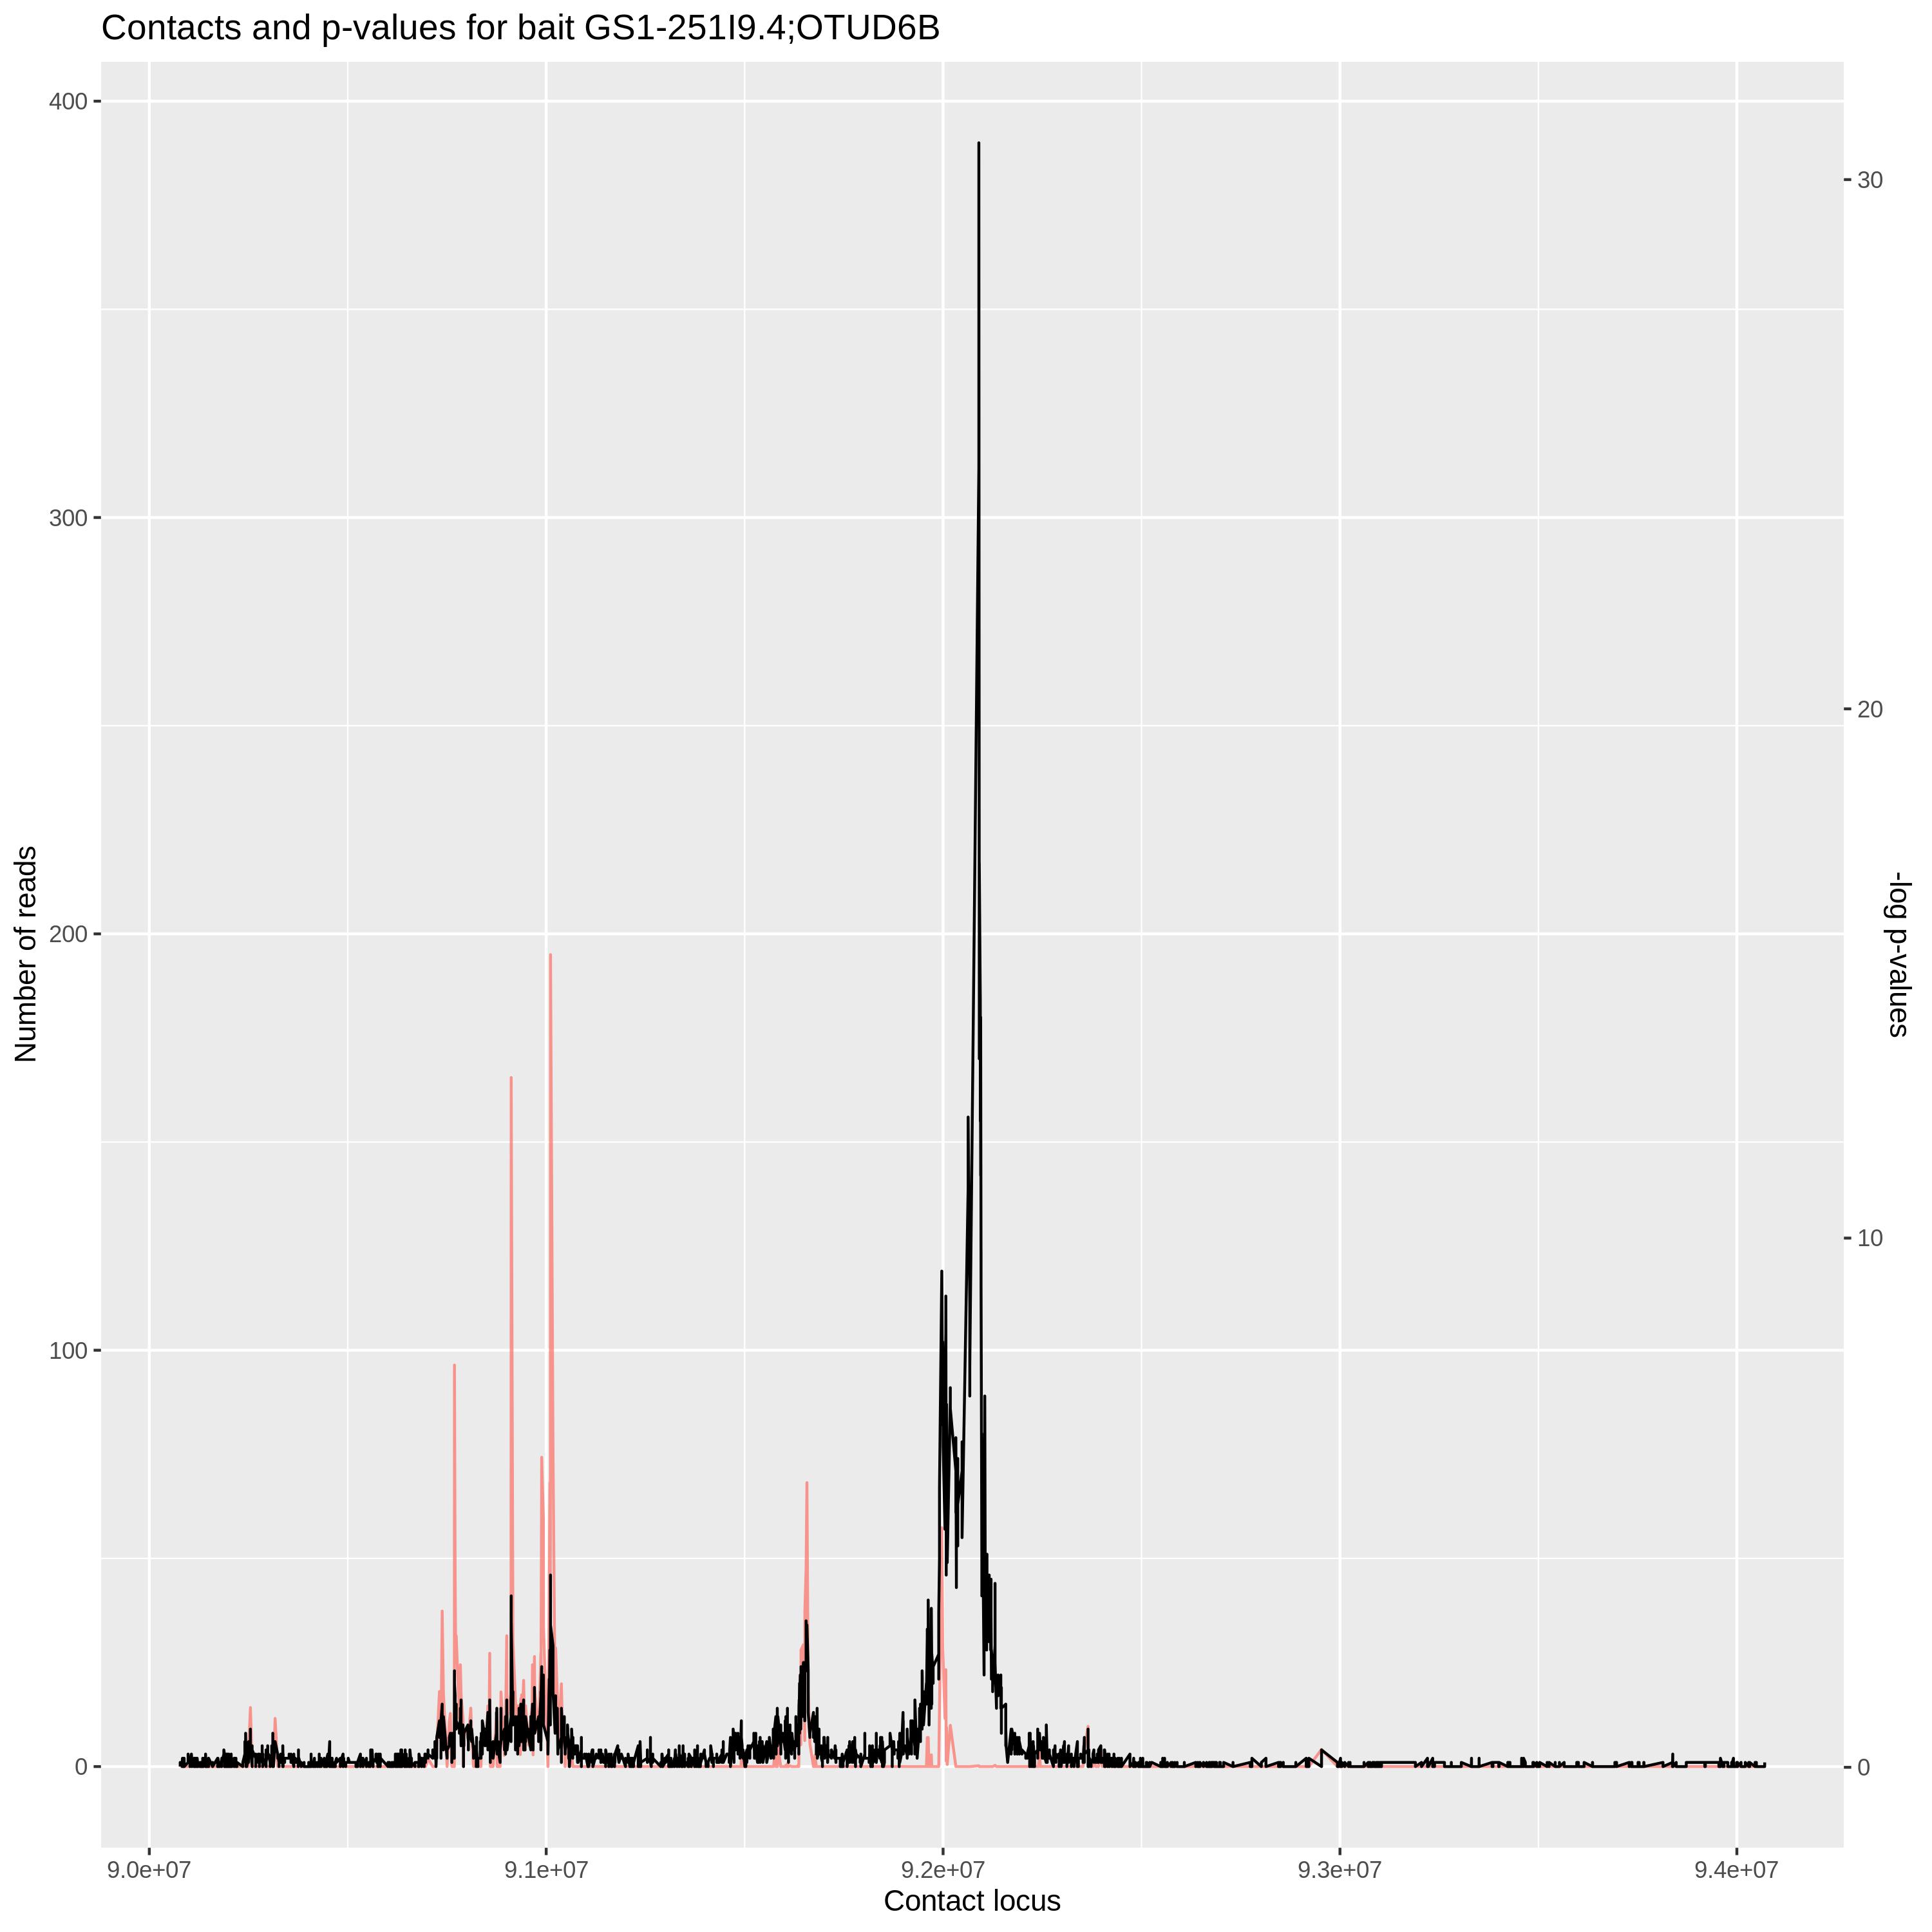 Contacts and p-values for bait GS1-251I9.4;OTUD6B
400
300
200
100
0
Number of reads
30
20
10
0
-log p-values
9.0e+07
9.1e+07
9.2e+07
9.3e+07
9.4e+07
Contact locus